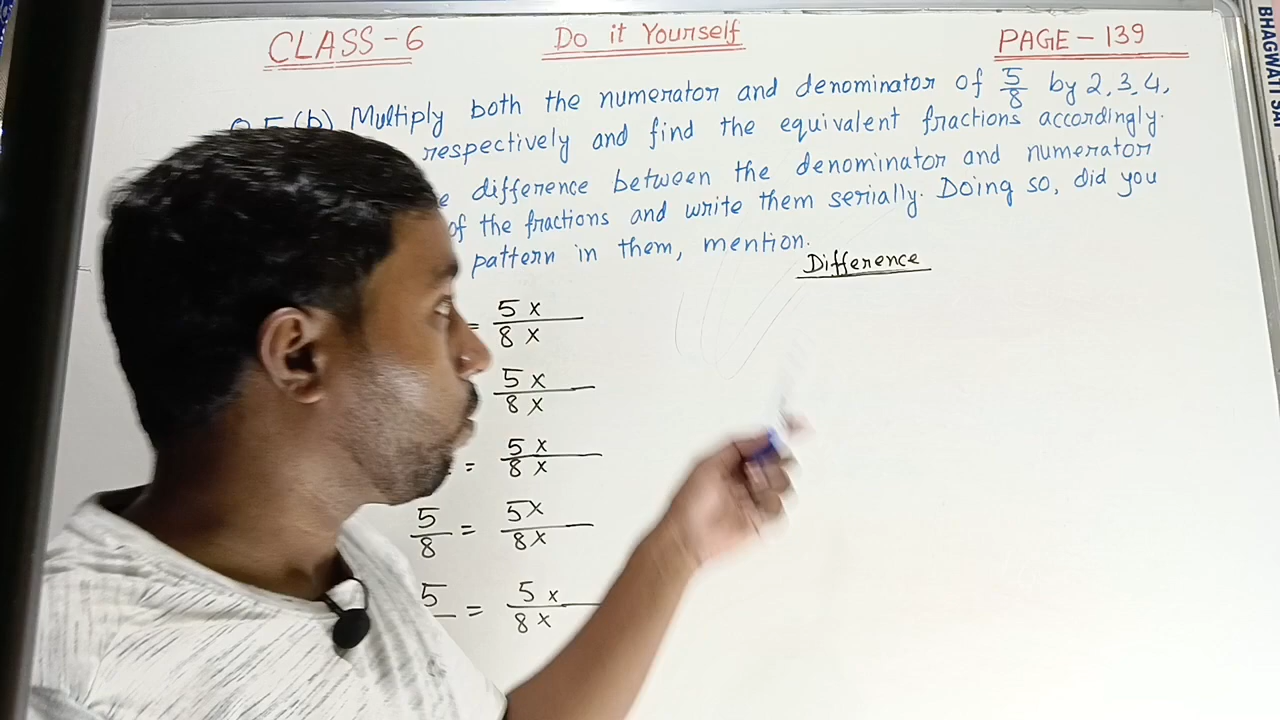 CLASS-6 Do it Yourself PAGE-139
Q.5.(b) Multiply both the numerator and denominator of 5/8 by 2, 3, 4,
respectively and find the equivalent fractions accordingly.
difference between the denominator and numerator
of the fractions and write them serially. Doing so, did you
pattern in them, mention.
Difference
= 5 x / 8 x
5 x / 8 x
= 5 x / 8 x
5/8 = 5 x / 8 x
5 = 5 x / 8 x